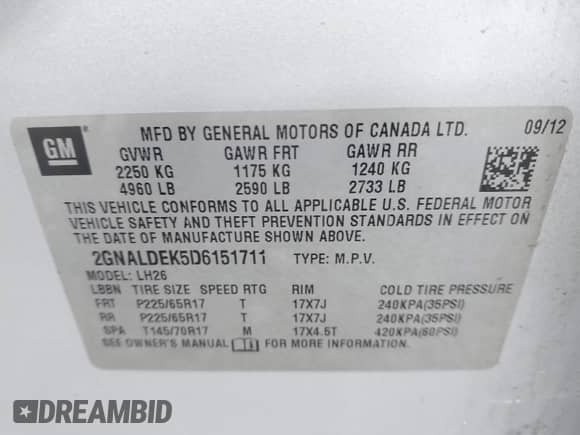 GM ®
MFD BY GENERAL MOTORS OF CANADA LTD. 09/12
GVWR GAWR FRT GAWR RR
2250 KG 1175 KG 1240 KG
4960 LB 2590 LB 2733 LB
THIS VEHICLE CONFORMS TO ALL APPLICABLE U.S. FEDERAL MOTOR
VEHICLE SAFETY AND THEFT PREVENTION STANDARDS IN EFFECT ON
THE DATE OF MANUFACTURE SHOWN ABOVE.
2GNALDEK5D6151711 TYPE: M.P.V.
MODEL: LH26
LBBN TIRE SIZE SPEED RTG RIM COLD TIRE PRESSURE
FRT P225/65R17 T 17X7J 240KPA(35PSI)
RR P225/65R17 T 17X7J 240KPA(35PSI)
SPA T145/70R17 M 17X4.5T 420KPA(60PSI)
SEE OWNER'S MANUAL FOR MORE INFORMATION.
DREAMBID